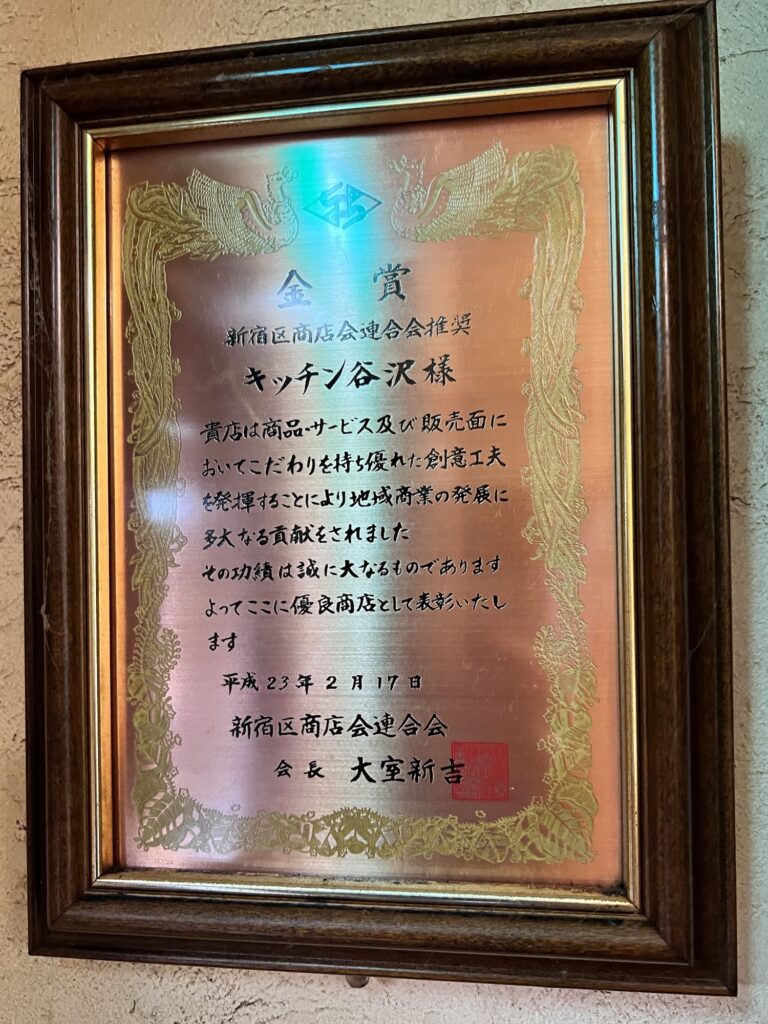 金賞
新宿区商店会連合会推奨
キッチン谷沢様
貴店は商品・サービス及び販売面に
おいてこだわりを持ち優れた創意工夫
を発揮することにより地域商業の発展に
多大なる貢献をされました
その功績は誠に大なるものであります
よってここに優良商店として表彰いたし
ます
平成23年2月17日
新宿区商店会連合会
会長 大室新吉